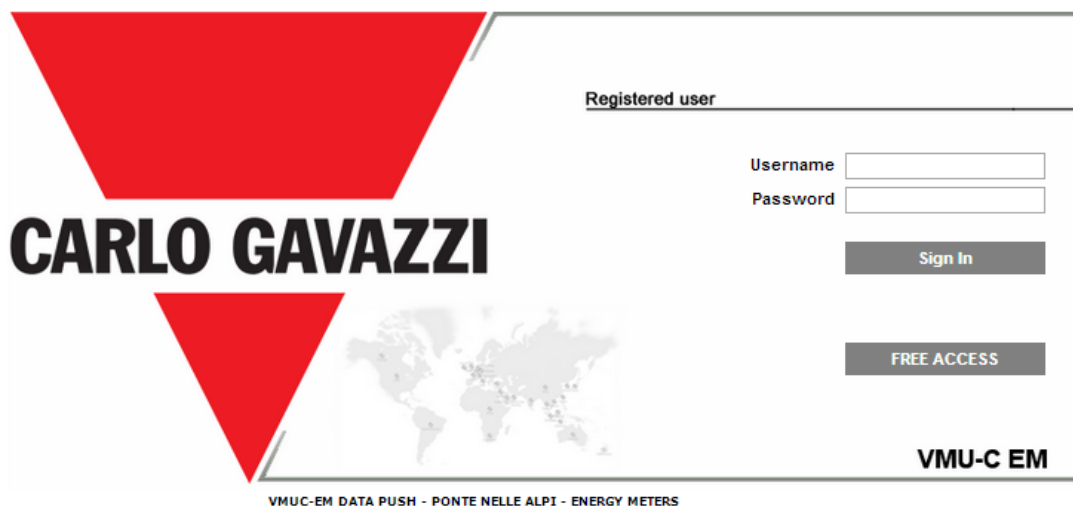 Registered user
Username
Password
CARLO GAVAZZI
Sign In
FREE ACCESS
VMU-C EM
VMUC-EM DATA PUSH - PONTE NELLE ALPI - ENERGY METERS